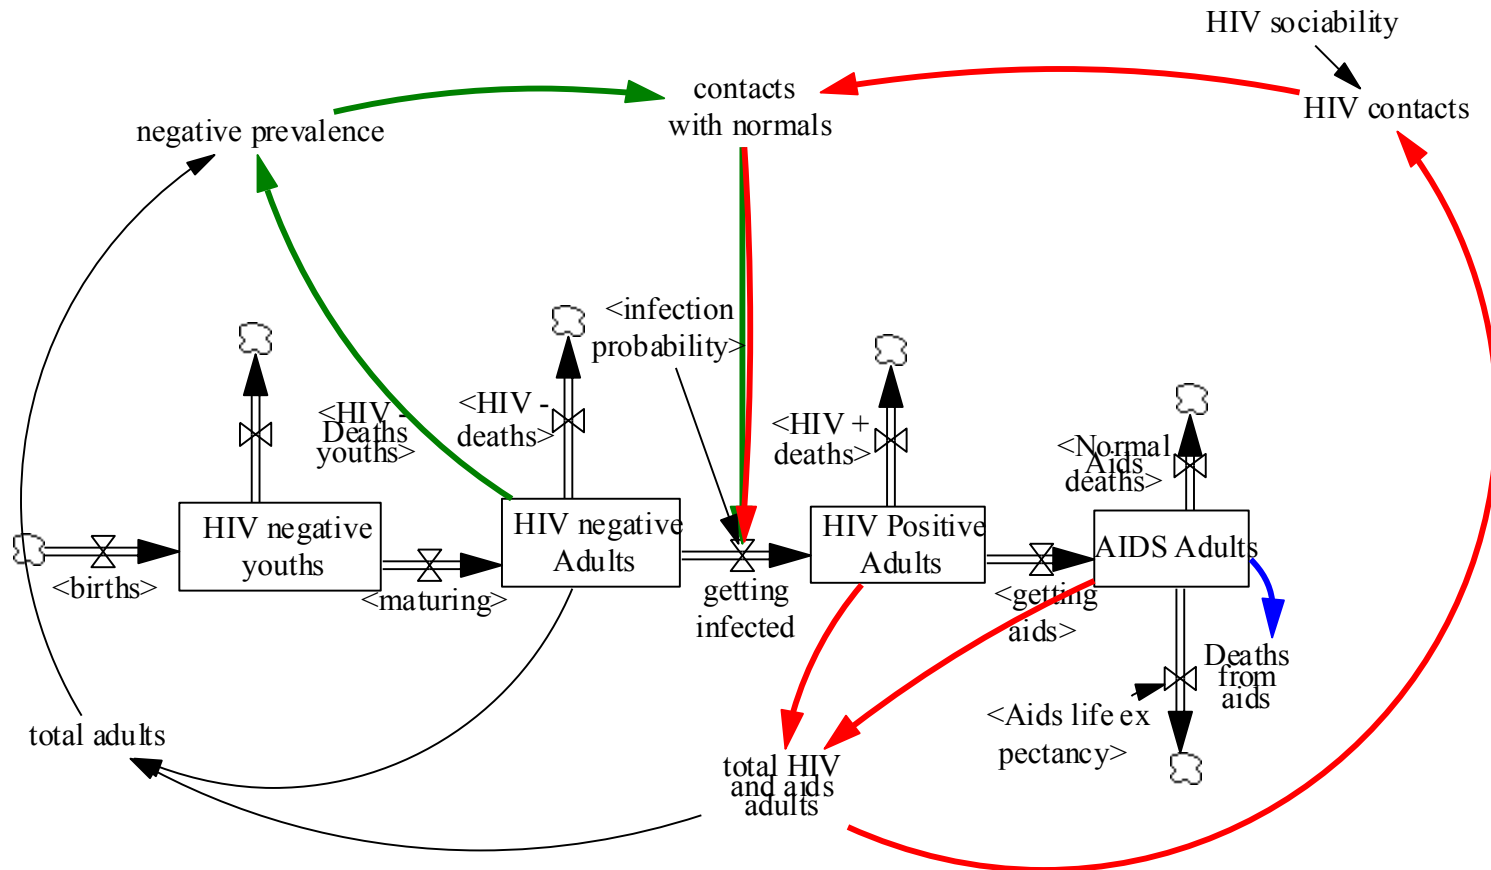 HIV sociability
contacts
with normals
HIV contacts
negative prevalence
<infection
probability>
<HIV -
Deaths
youths>
<HIV -
deaths>
<HIV +
deaths>
<Normal
Aids
deaths>
HIV negative
youths
HIV negative
Adults
HIV Positive
Adults
AIDS Adults
<births>
<maturing>
getting
infected
<getting
aids>
Deaths
from
aids
<Aids life ex
pectancy>
total adults
total HIV
and aids
adults